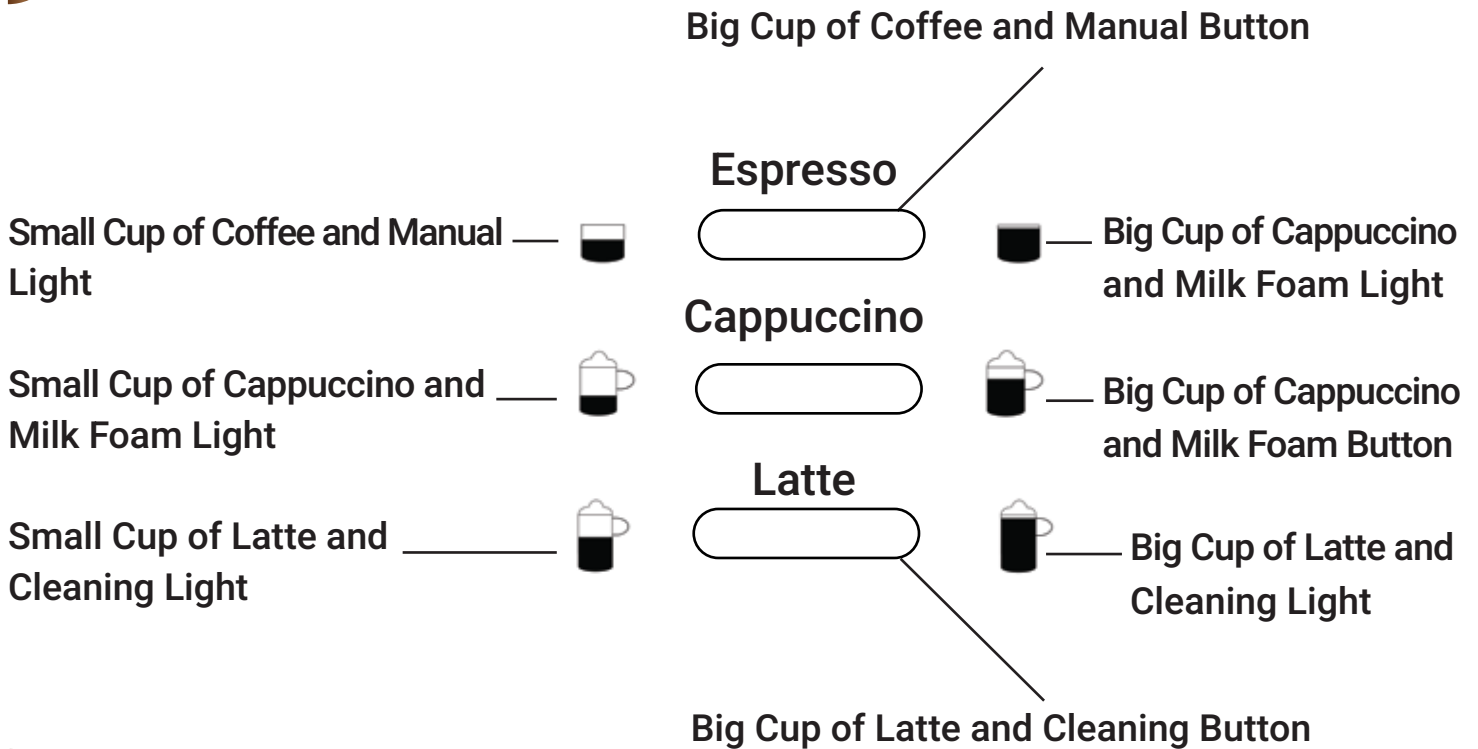 Big Cup of Coffee and Manual Button
Espresso
Small Cup of Coffee and Manual
Light
Big Cup of Cappuccino
and Milk Foam Light
Cappuccino
Small Cup of Cappuccino and
Milk Foam Light
Big Cup of Cappuccino
and Milk Foam Button
Latte
Small Cup of Latte and
Cleaning Light
Big Cup of Latte and
Cleaning Light
Big Cup of Latte and Cleaning Button